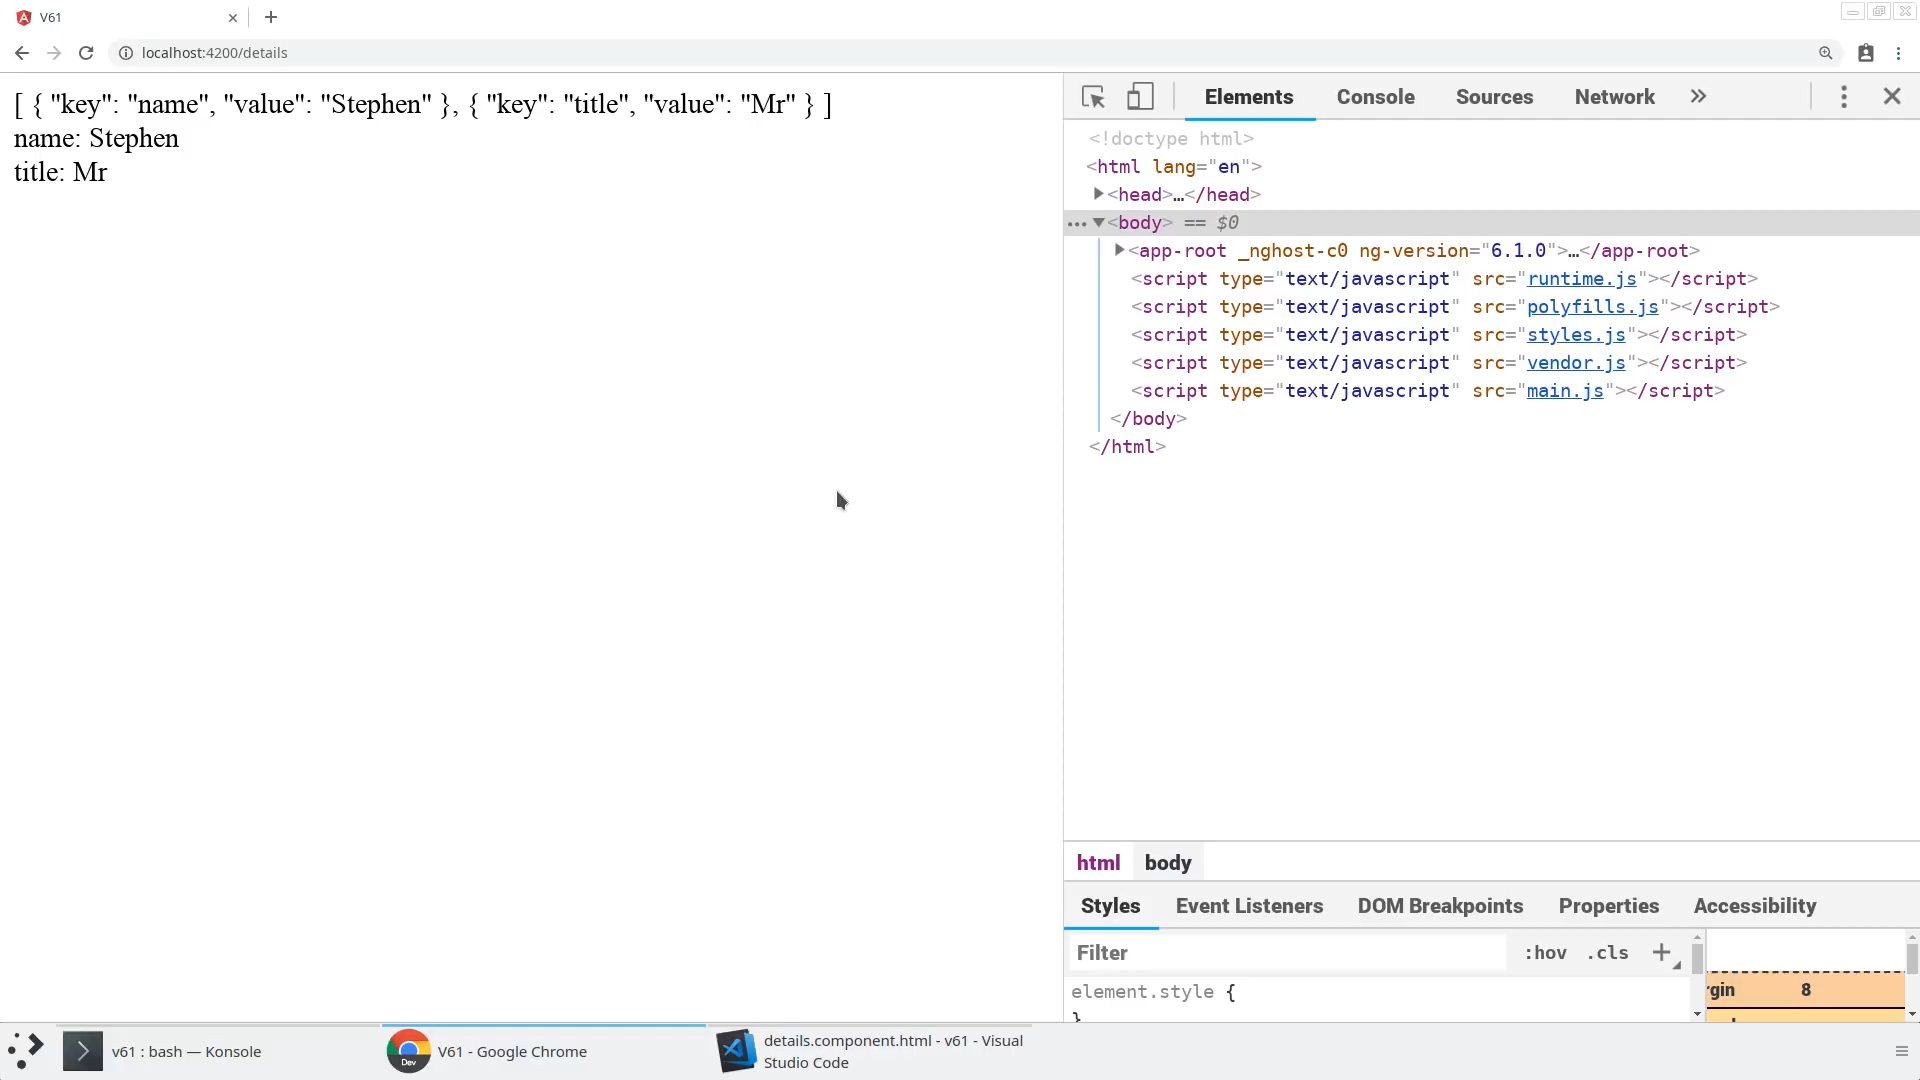 V61
localhost:4200/details
[ { "key": "name", "value": "Stephen" }, { "key": "title", "value": "Mr" } ]
name: Stephen
title: Mr
Elements Console Sources Network »
<!doctype html>
<html lang="en">
<head>…</head>
<body> == $0
<app-root _nghost-c0 ng-version="6.1.0">…</app-root>
<script type="text/javascript" src="runtime.js"></script>
<script type="text/javascript" src="polyfills.js"></script>
<script type="text/javascript" src="styles.js"></script>
<script type="text/javascript" src="vendor.js"></script>
<script type="text/javascript" src="main.js"></script>
</body>
</html>
html body
Styles Event Listeners DOM Breakpoints Properties Accessibility
Filter :hov .cls +
element.style {
}
rgin 8
v61 : bash — Konsole
Dev
V61 - Google Chrome
details.component.html - v61 - Visual
Studio Code